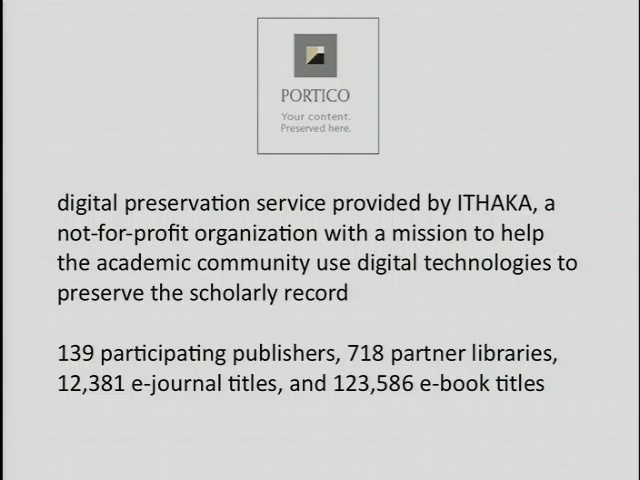 PORTICO
Your content.
Preserved here.
digital preservation service provided by ITHAKA, a
not-for-profit organization with a mission to help
the academic community use digital technologies to
preserve the scholarly record
139 participating publishers, 718 partner libraries,
12,381 e-journal titles, and 123,586 e-book titles